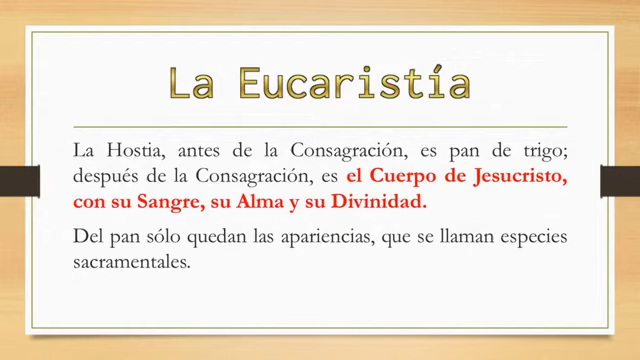 La Eucaristía
La Hostia, antes de la Consagración, es pan de trigo;
después de la Consagración, es el Cuerpo de Jesucristo,
con su Sangre, su Alma y su Divinidad.
Del pan sólo quedan las apariencias, que se llaman especies
sacramentales.